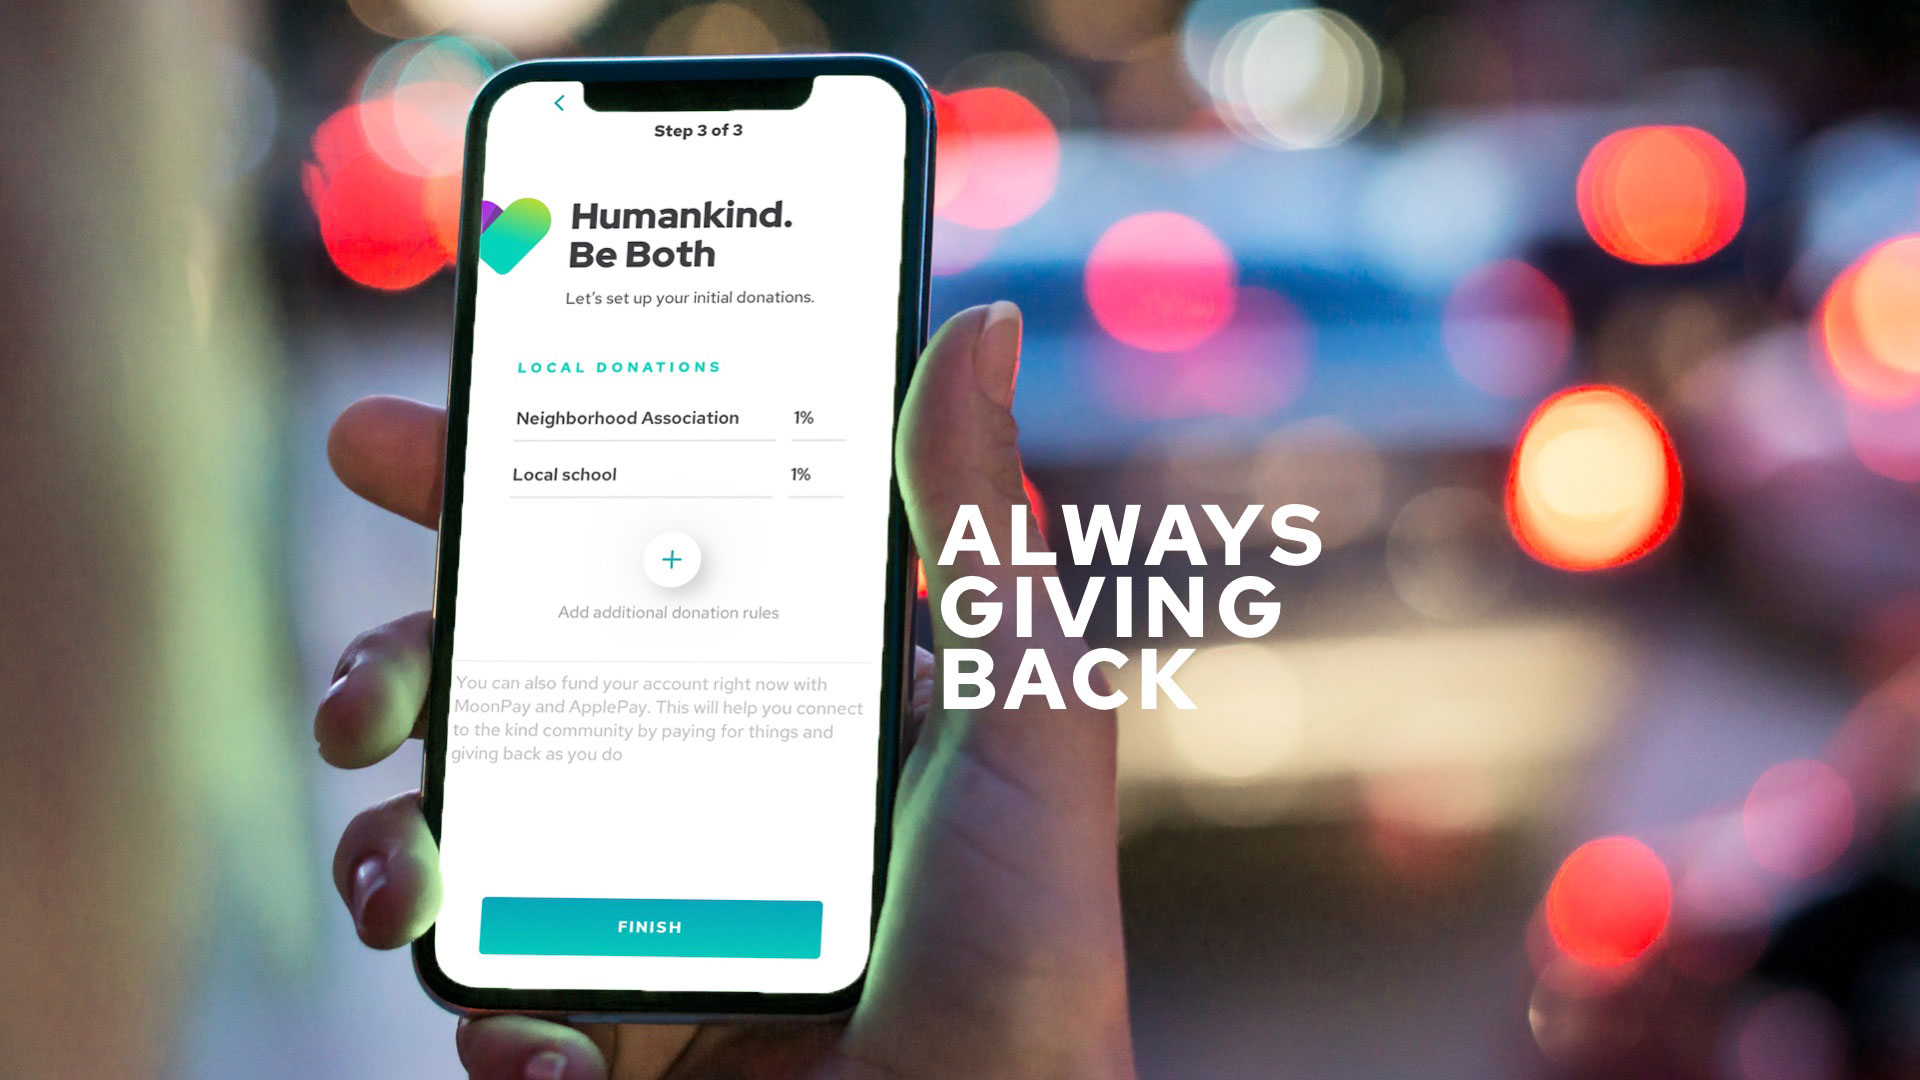 Step 3 of 3
Humankind.
Be Both
Let's set up your initial donations.
LOCAL DONATIONS
Neighborhood Association 1%
Local school 1%
+
Add additional donation rules
You can also fund your account right now with
MoonPay and ApplePay. This will help you connect
to the kind community by paying for things and
giving back as you do
FINISH
ALWAYS
GIVING
BACK